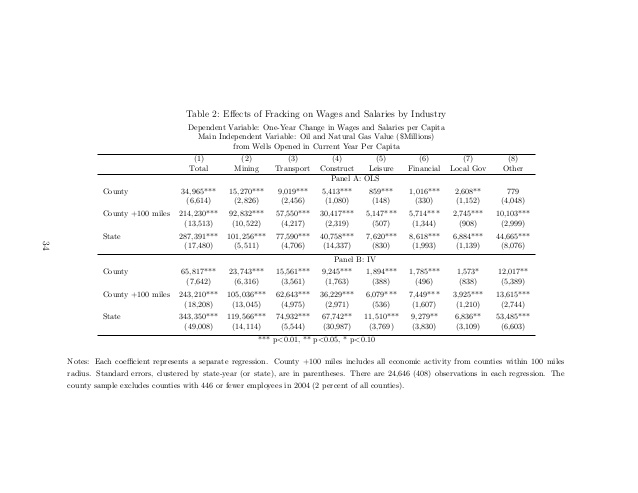 Table 2: Effects of Fracking on Wages and Salaries by Industry
Dependent Variable: One-Year Change in Wages and Salaries per Capita
Main Independent Variable: Oil and Natural Gas Value ($Millions)
from Wells Opened in Current Year Per Capita
(1) (2) (3) (4) (5) (6) (7) (8)
Total Mining Transport Construct Leisure Financial Local Gov Other
Panel A: OLS
County 34,965*** 15,270*** 9,019*** 5,413*** 859*** 1,016*** 2,608** 779
(6,614) (2,826) (2,456) (1,080) (148) (330) (1,152) (4,048)
County +100 miles 214,230*** 92,832*** 57,550*** 30,417*** 5,147*** 5,714*** 2,745*** 10,103***
(13,513) (10,522) (4,217) (2,319) (507) (1,344) (908) (2,999)
State 287,391*** 101,256*** 77,590*** 40,758*** 7,620*** 8,618*** 6,884*** 44,665***
(17,480) (5,511) (4,706) (14,337) (830) (1,993) (1,139) (8,076)
Panel B: IV
County 65,817*** 23,743*** 15,561*** 9,245*** 1,894*** 1,785*** 1,573* 12,017**
(7,642) (6,316) (3,561) (1,763) (388) (496) (838) (5,389)
County +100 miles 243,210*** 105,036*** 62,643*** 36,229*** 6,079*** 7,449*** 3,925*** 13,615***
(18,208) (13,045) (4,975) (2,971) (536) (1,607) (1,210) (2,744)
State 343,350*** 119,566*** 74,932*** 67,742** 11,510*** 9,279** 6,836** 53,485***
(49,008) (14,114) (5,544) (30,987) (3,769) (3,830) (3,109) (6,603)
*** p<0.01, ** p<0.05, * p<0.10
Notes: Each coefficient represents a separate regression. County +100 miles includes all economic activity from counties within 100 miles
radius. Standard errors, clustered by state-year (or state), are in parentheses. There are 24,646 (408) observations in each regression. The
county sample excludes counties with 446 or fewer employees in 2004 (2 percent of all counties).
34